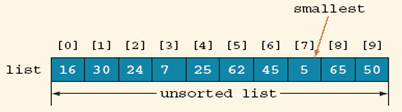 smallest
[0] [1] [2] [3] [4] [5] [6] [7] [8] [9]
list 16 30 24 7 25 62 45 5 65 50
unsorted list